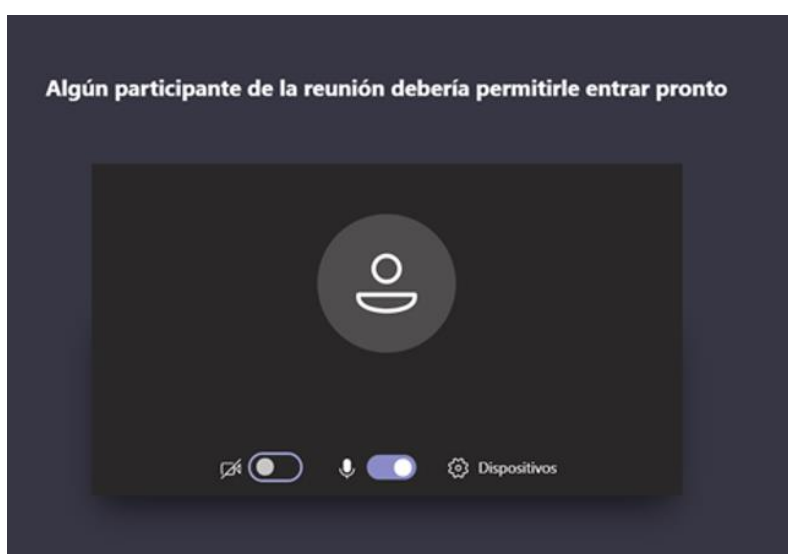 Algún participante de la reunión debería permitirle entrar pronto
Dispositivos